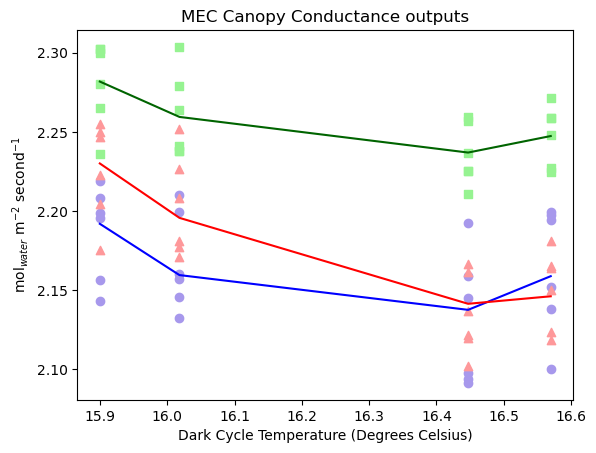 MEC Canopy Conductance outputs
2.30
2.25
2.20
2.15
2.10
mol_water m⁻² second⁻¹
15.9 16.0 16.1 16.2 16.3 16.4 16.5 16.6
Dark Cycle Temperature (Degrees Celsius)